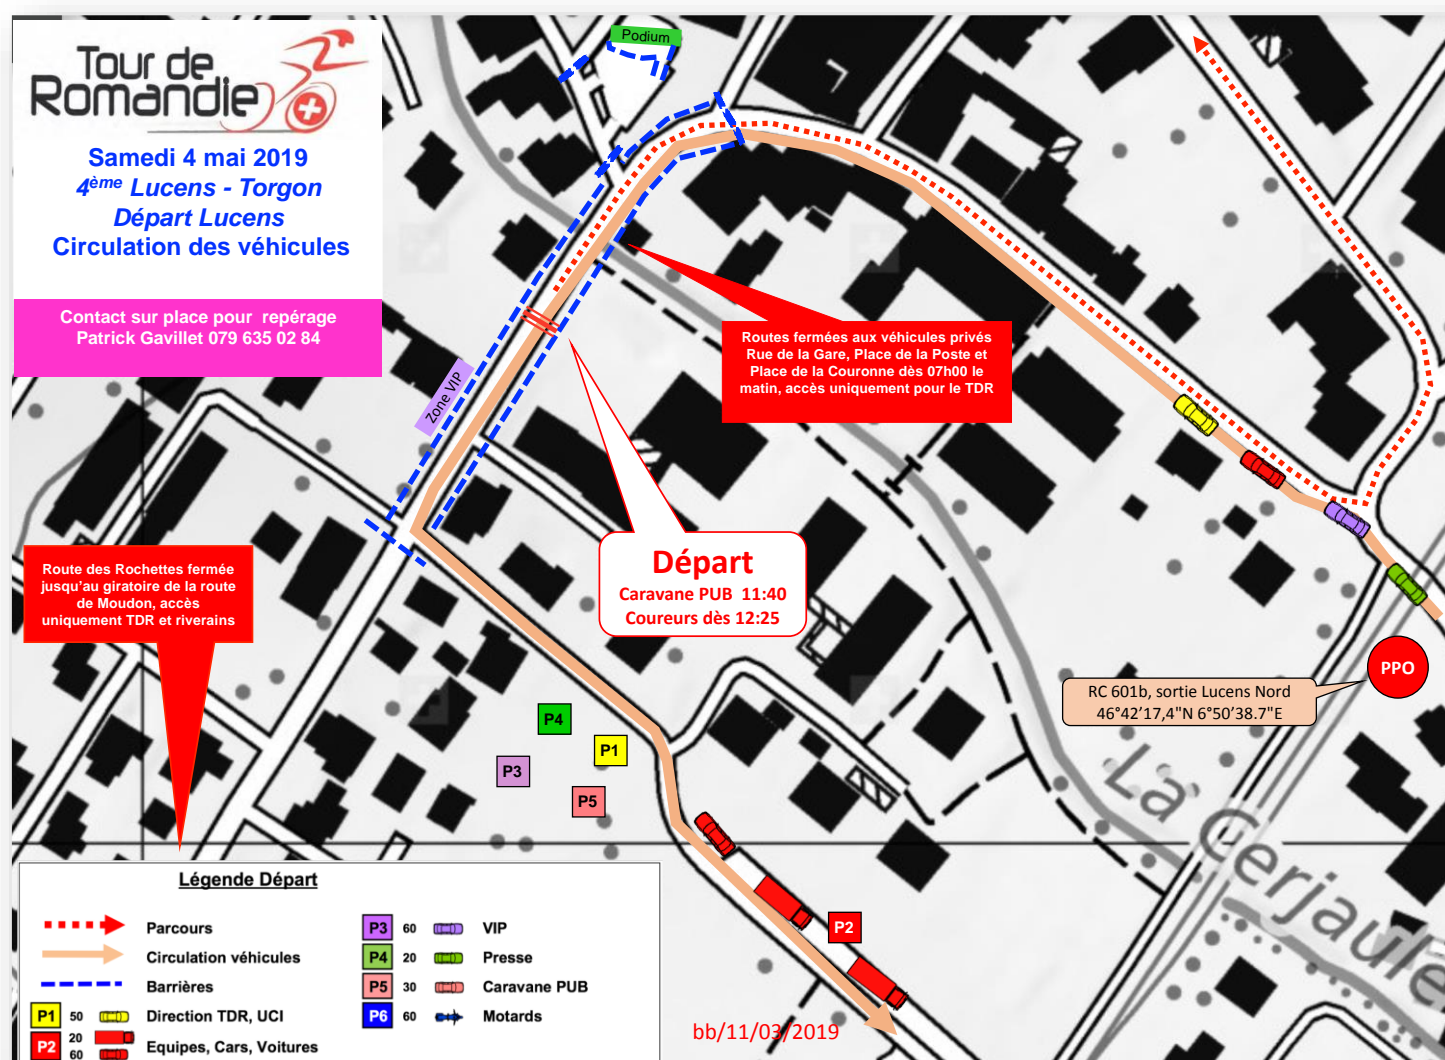 Tour de
Romandie
Samedi 4 mai 2019
4ème Lucens - Torgon
Départ Lucens
Circulation des véhicules
Contact sur place pour repérage
Patrick Gavillet 079 635 02 84
Podium
Zone VIP
Routes fermées aux véhicules privés
Rue de la Gare, Place de la Poste et
Place de la Couronne dès 07h00 le
matin, accès uniquement pour le TDR
Départ
Caravane PUB 11:40
Coureurs dès 12:25
Route des Rochettes fermée
jusqu'au giratoire de la route
de Moudon, accès
uniquement TDR et riverains
PPO
RC 601b, sortie Lucens Nord
46°42'17,4"N 6°50'38.7"E
P4
P1
P3
P5
P2
La Cerjaule
Légende Départ
Parcours
Circulation véhicules
Barrières
P1 50 Direction TDR, UCI
P2 20 60 Equipes, Cars, Voitures
P3 60 VIP
P4 20 Presse
P5 30 Caravane PUB
P6 60 Motards
bb/11/03/2019